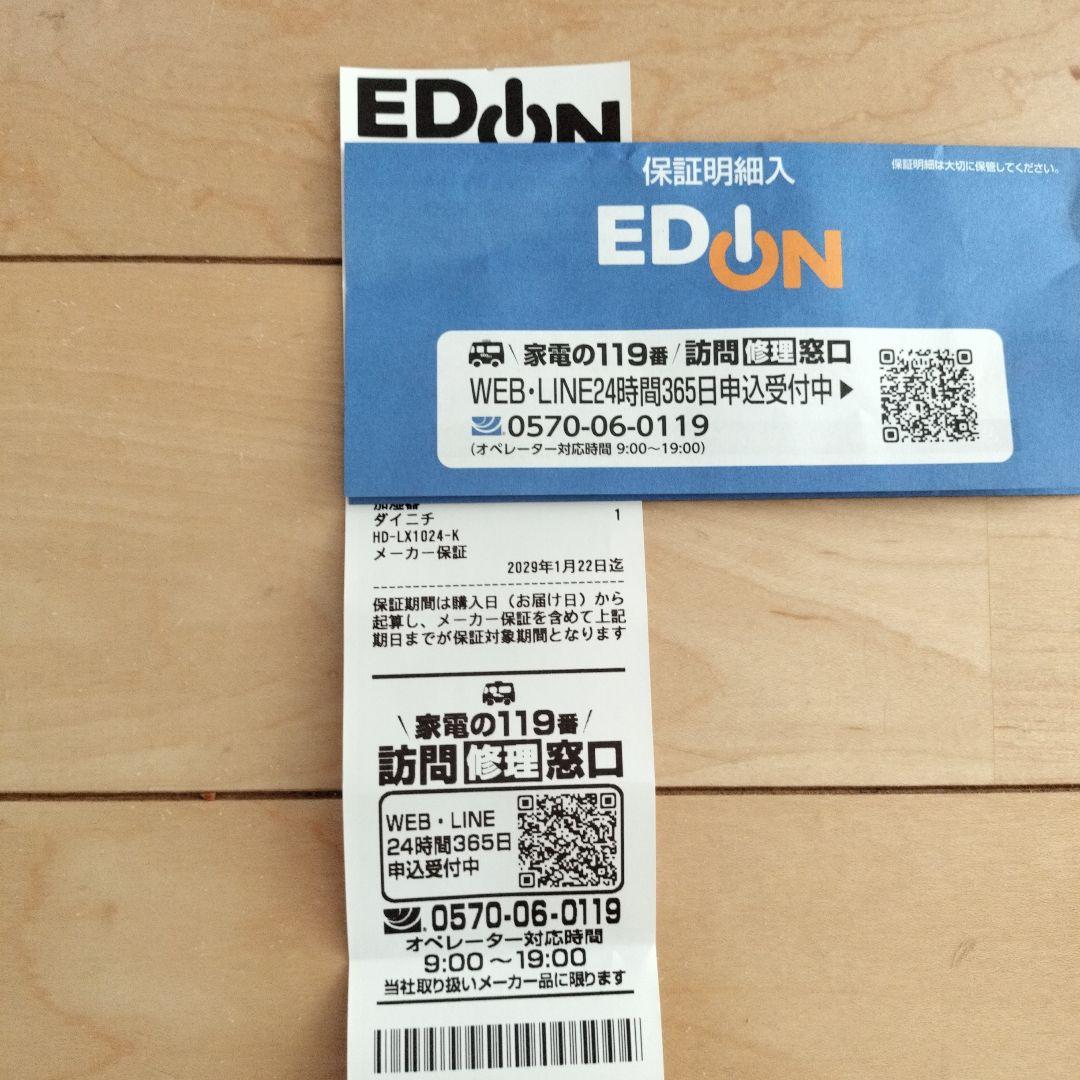 EDION
保証明細入
保証明細は大切に保管してください。
EDION
家電の119番
訪問修理窓口
WEB・LINE24時間365日申込受付中▶
0570-06-0119
(オペレーター対応時間 9:00～19:00)
加湿器
ダイニチ 1
HD-LX1024-K
メーカー保証
2029年1月22日迄
保証期間は購入日（お届け日）から
起算し、メーカー保証を含めて上記
期日までが保証対象期間となります
\家電の119番/
訪問修理窓口
WEB・LINE
24時間365日
申込受付中
0570-06-0119
オペレーター対応時間
9:00～19:00
当社取り扱いメーカー品に限ります